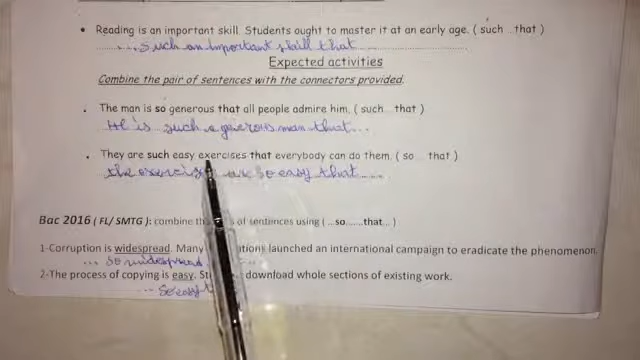 • Reading is an important skill. Students ought to master it at an early age. ( such ... that )
.... such an important skill that ....................
Expected activities
Combine the pair of sentences with the connectors provided.
. The man is so generous that all people admire him. (such ... that )
He is such a generous man that...
. They are such easy exercises that everybody can do them. ( so ... that )
the exercises are so easy that .....
Bac 2016 ( FL/ SMTG ): combine the of sentences using ( ...so.......that... )
1-Corruption is widespread. Many launched an international campaign to eradicate the phenomenon.
... so widespread
2-The process of copying is easy. download whole sections of existing work.
... so easy